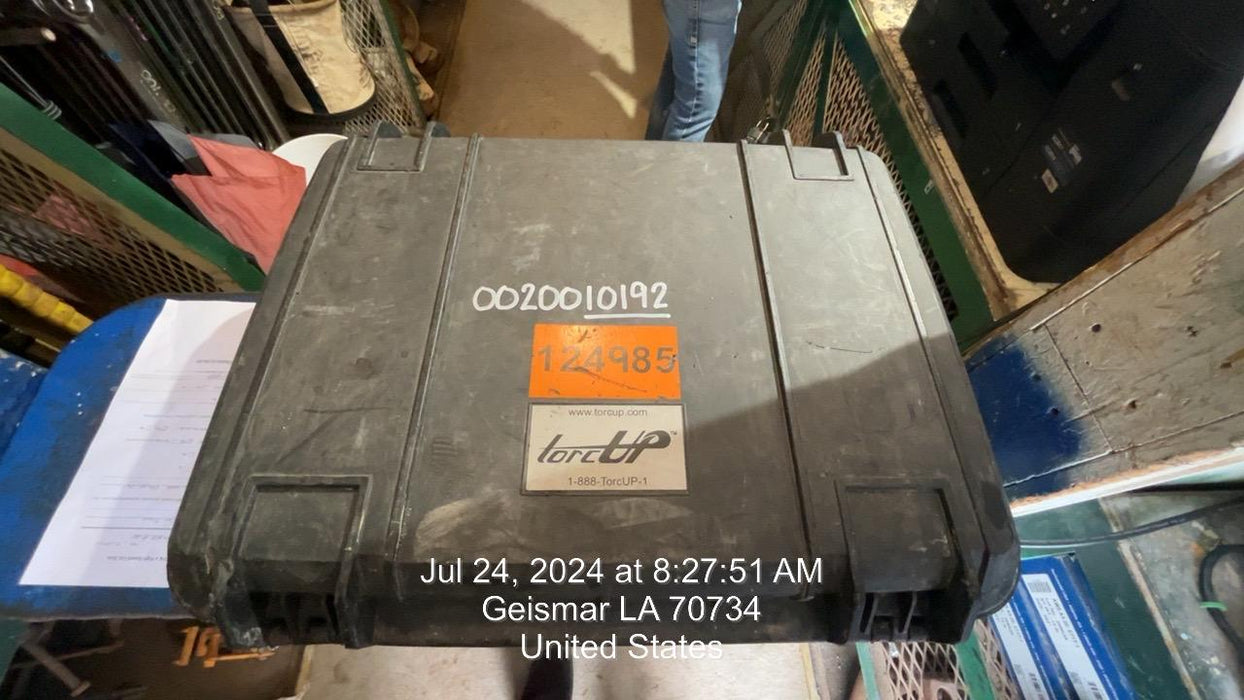 0020010192
124985
www.torcup.com
torcUP™
1-888-TorcUP-1
Jul 24, 2024 at 8:27:51 AM
Geismar LA 70734
United States